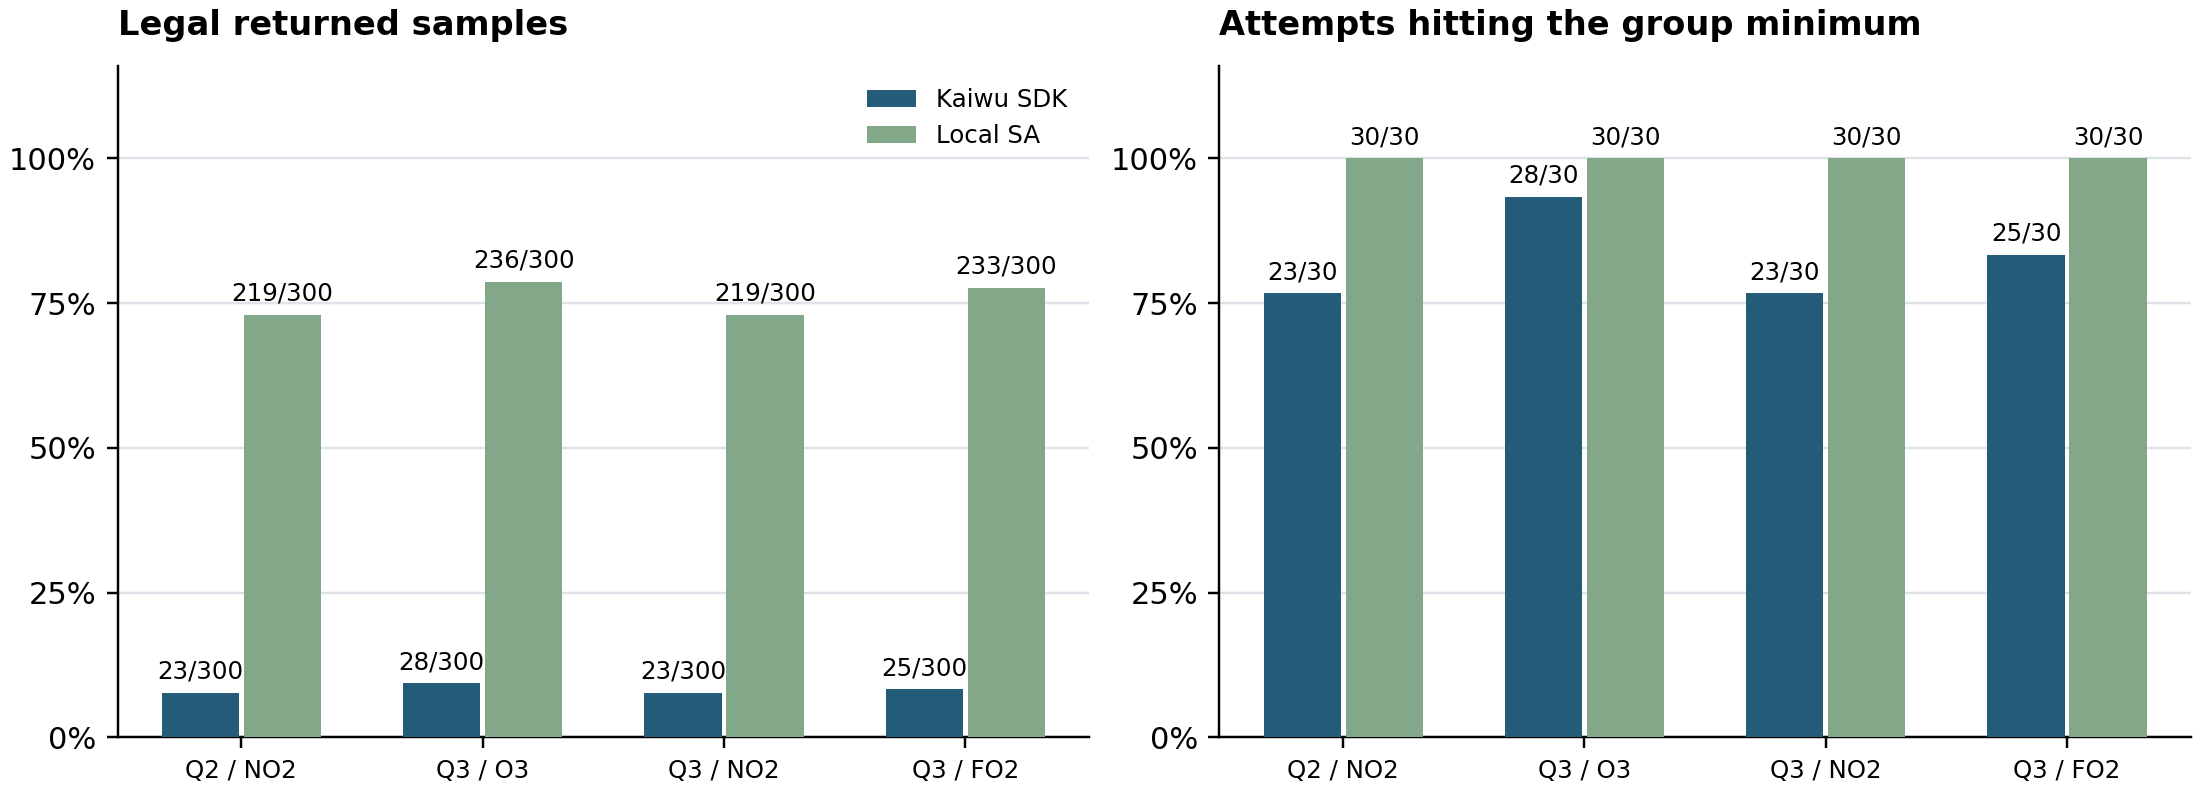 Legal returned samples
Kaiwu SDK
Local SA
100%
75%
50%
25%
0%
23/300
219/300
28/300
236/300
23/300
219/300
25/300
233/300
Q2 / NO2
Q3 / O3
Q3 / NO2
Q3 / FO2
Attempts hitting the group minimum
100%
75%
50%
25%
0%
23/30
30/30
28/30
30/30
23/30
30/30
25/30
30/30
Q2 / NO2
Q3 / O3
Q3 / NO2
Q3 / FO2